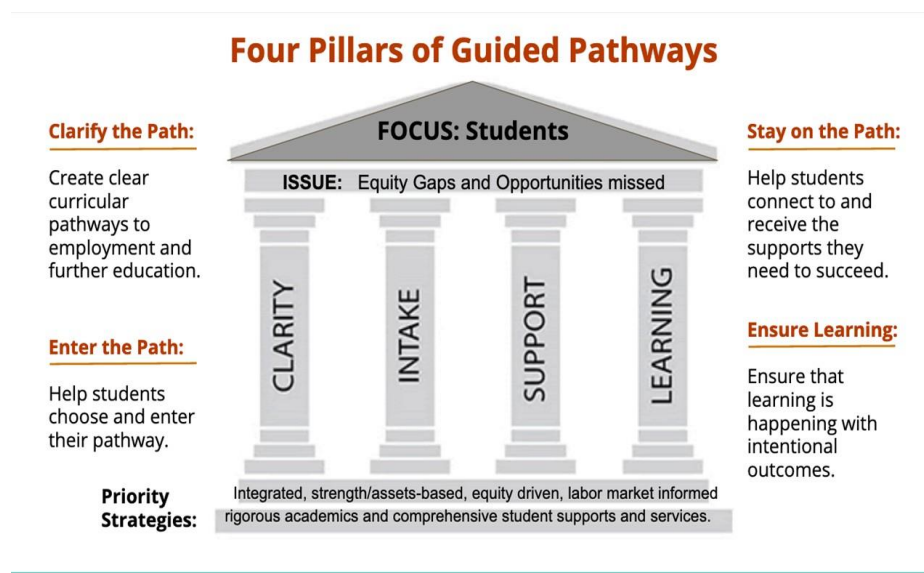 Four Pillars of Guided Pathways
Clarify the Path:
Create clear
curricular
pathways to
employment and
further education.
Enter the Path:
Help students
choose and enter
their pathway.
FOCUS: Students
ISSUE: Equity Gaps and Opportunities missed
CLARITY
INTAKE
SUPPORT
LEARNING
Stay on the Path:
Help students
connect to and
receive the
supports they
need to succeed.
Ensure Learning:
Ensure that
learning is
happening with
intentional
outcomes.
Priority
Strategies:
Integrated, strength/assets-based, equity driven, labor market informed
rigorous academics and comprehensive student supports and services.